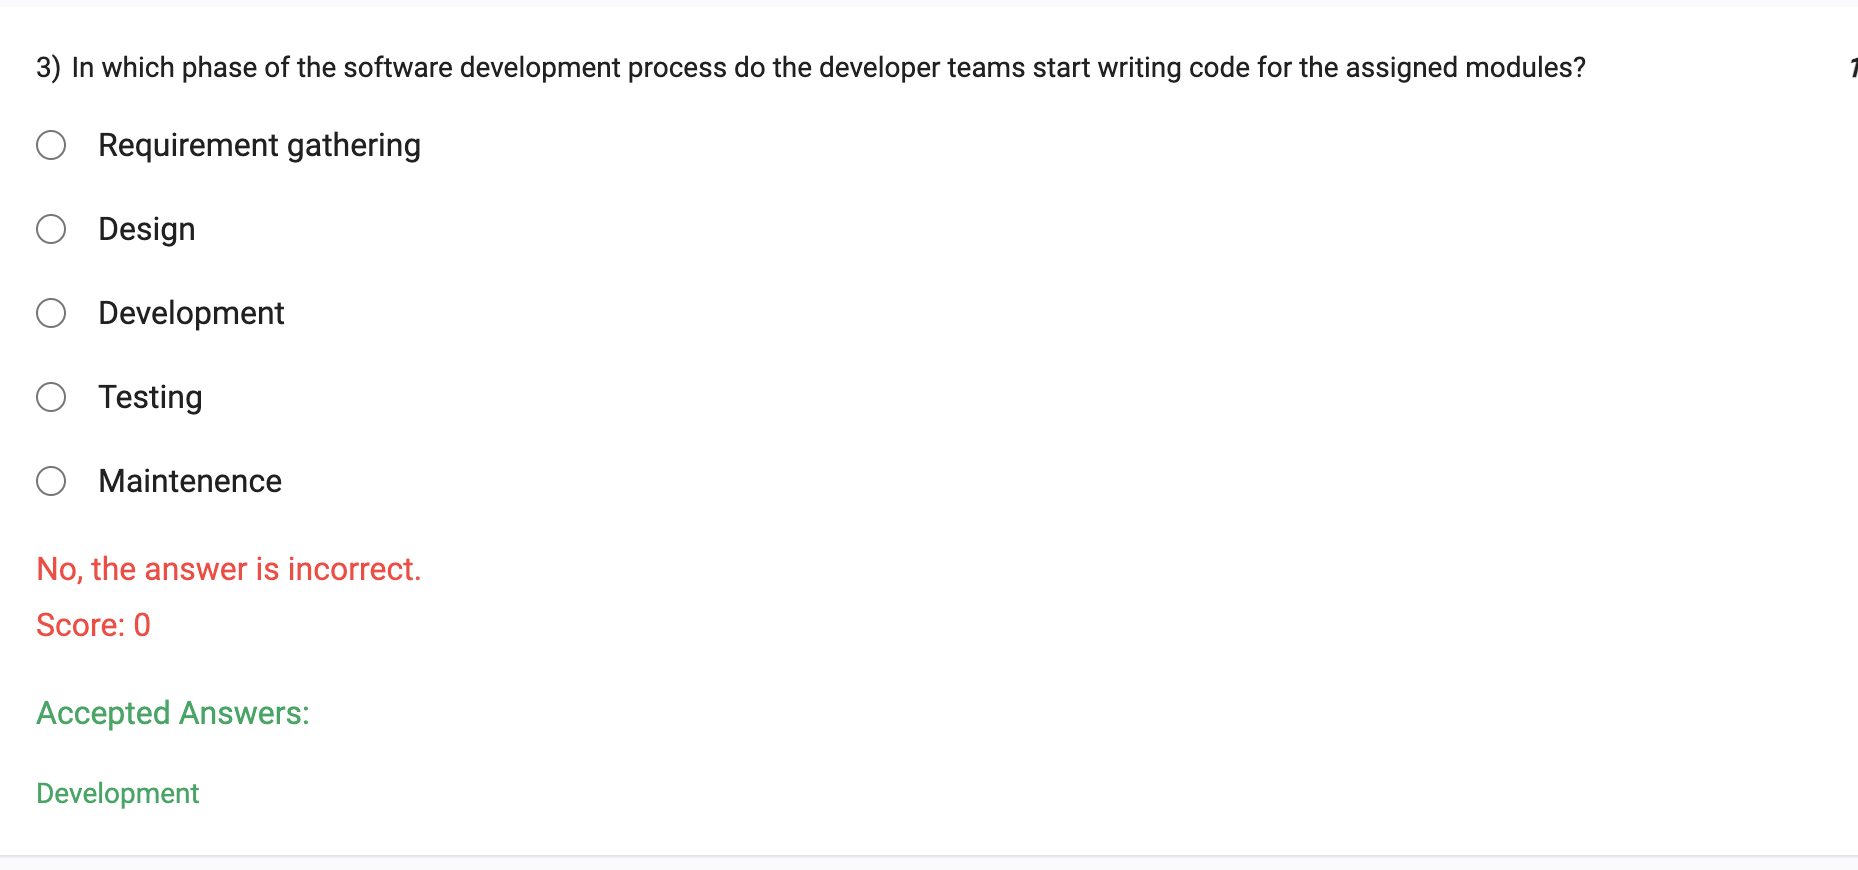 3) In which phase of the software development process do the developer teams start writing code for the assigned modules?
Requirement gathering
Design
Development
Testing
Maintenence
No, the answer is incorrect.
Score: 0
Accepted Answers:
Development